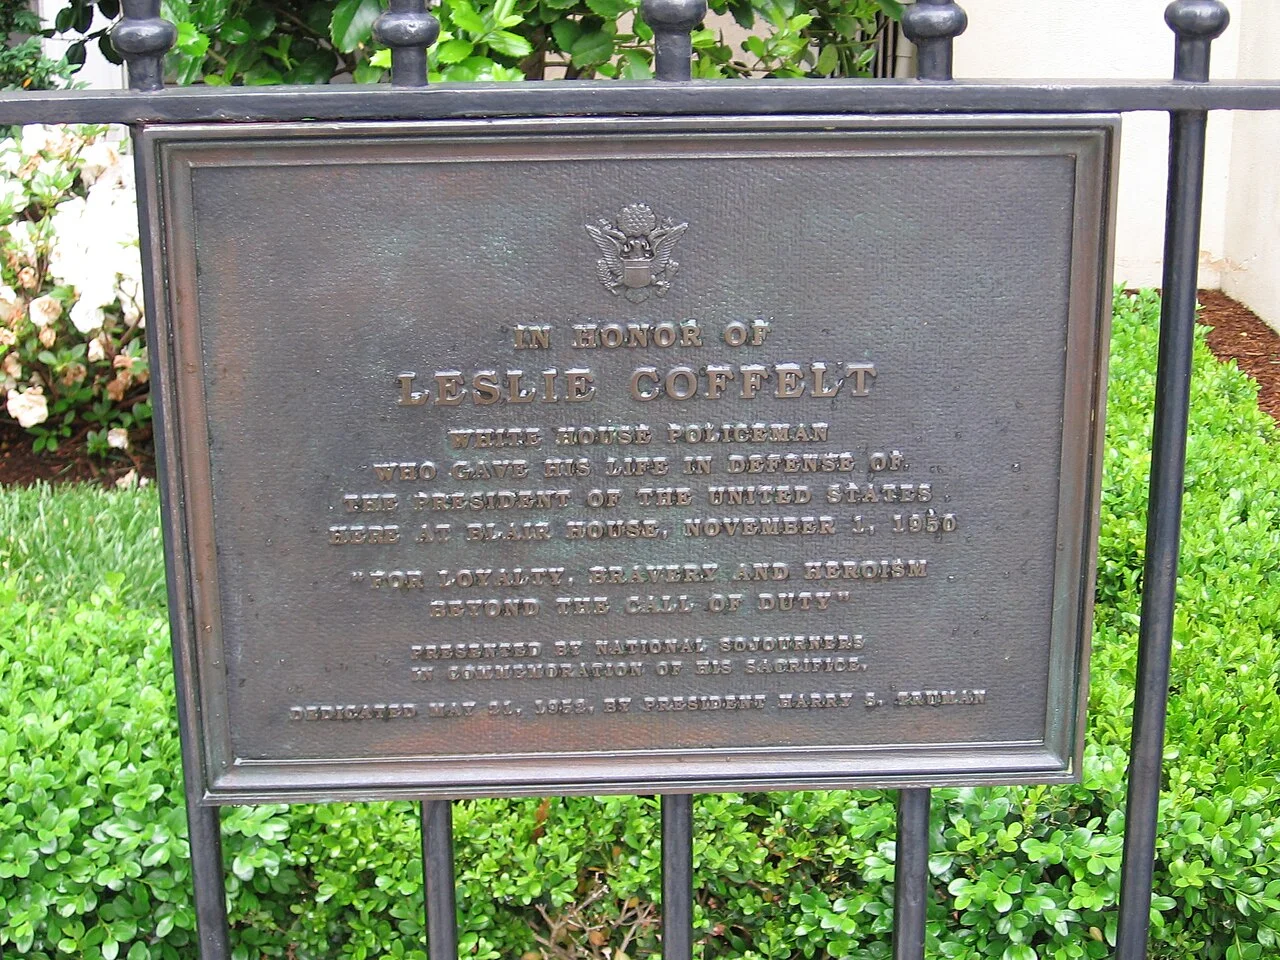 IN HONOR OF
LESLIE COFFELT
WHITE HOUSE POLICEMAN
WHO GAVE HIS LIFE IN DEFENSE OF
THE PRESIDENT OF THE UNITED STATES
HERE AT BLAIR HOUSE, NOVEMBER 1, 1950
"FOR LOYALTY, BRAVERY AND HEROISM
BEYOND THE CALL OF DUTY"
PRESENTED BY NATIONAL SOJOURNERS
IN COMMEMORATION OF HIS SACRIFICE.
DEDICATED MAY 21, 1952, BY PRESIDENT HARRY S. TRUMAN